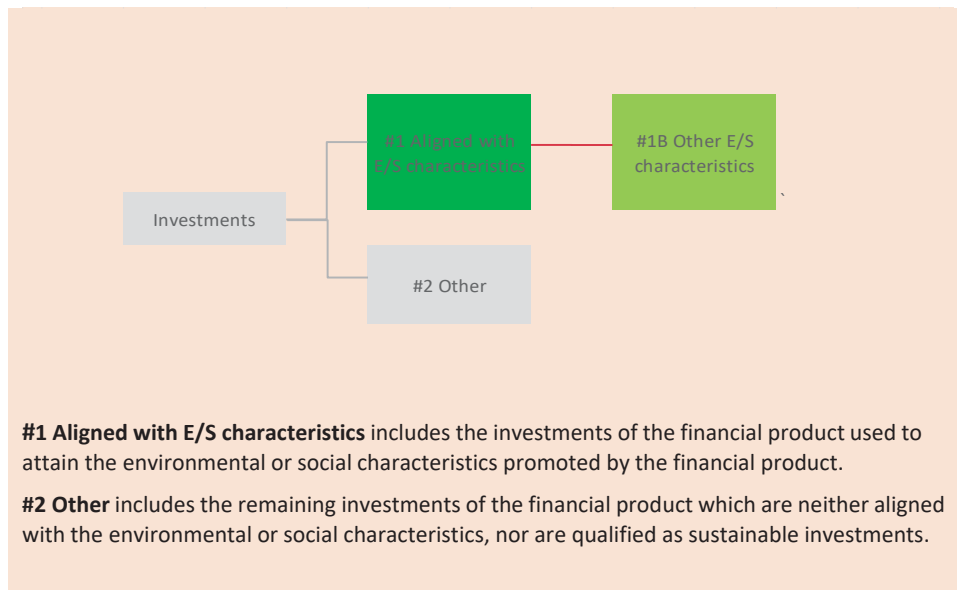 #1 Aligned with
E/S characteristics
#1B Other E/S
characteristics
`
Investments
#2 Other
#1 Aligned with E/S characteristics includes the investments of the financial product used to
attain the environmental or social characteristics promoted by the financial product.
#2 Other includes the remaining investments of the financial product which are neither aligned
with the environmental or social characteristics, nor are qualified as sustainable investments.